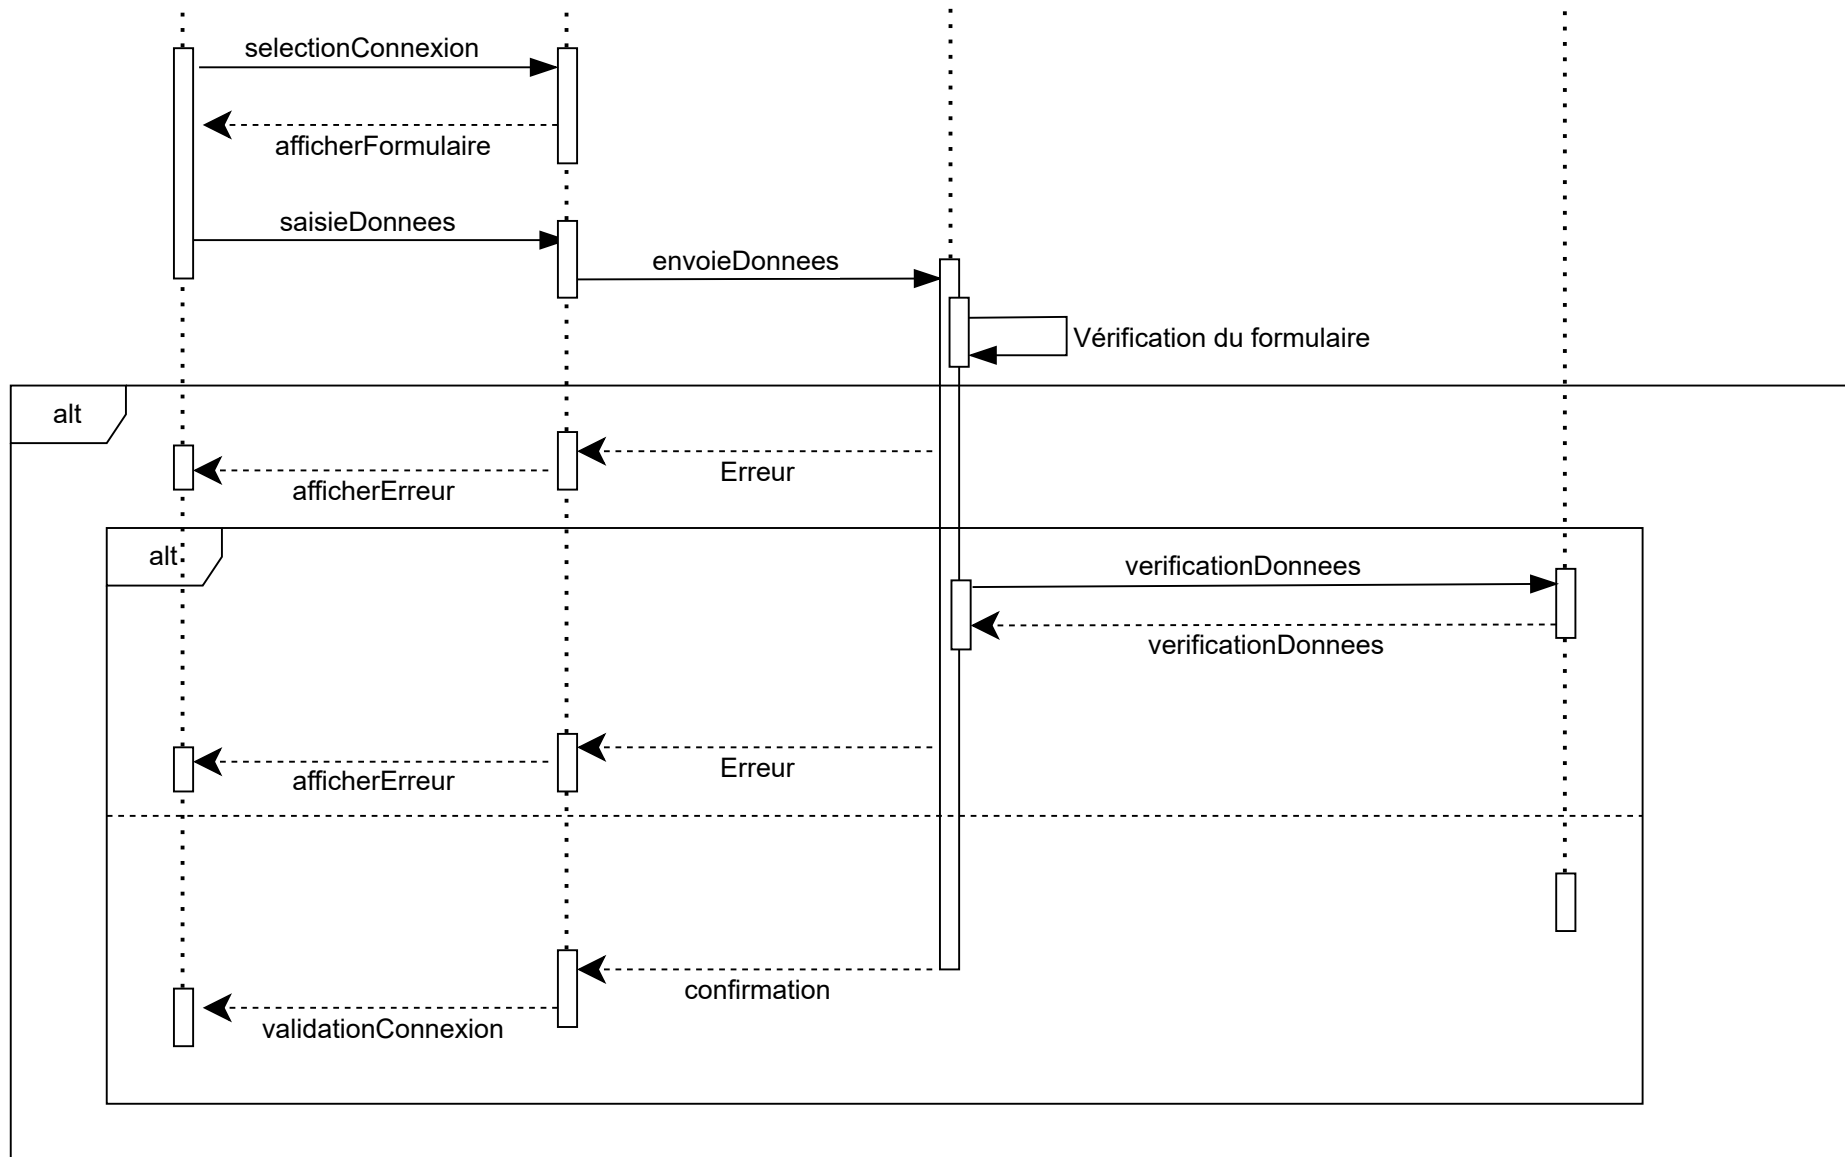 selectionConnexion
afficherFormulaire
saisieDonnees
envoieDonnees
Vérification du formulaire
alt
Erreur
afficherErreur
alt
verificationDonnees
verificationDonnees
Erreur
afficherErreur
confirmation
validationConnexion